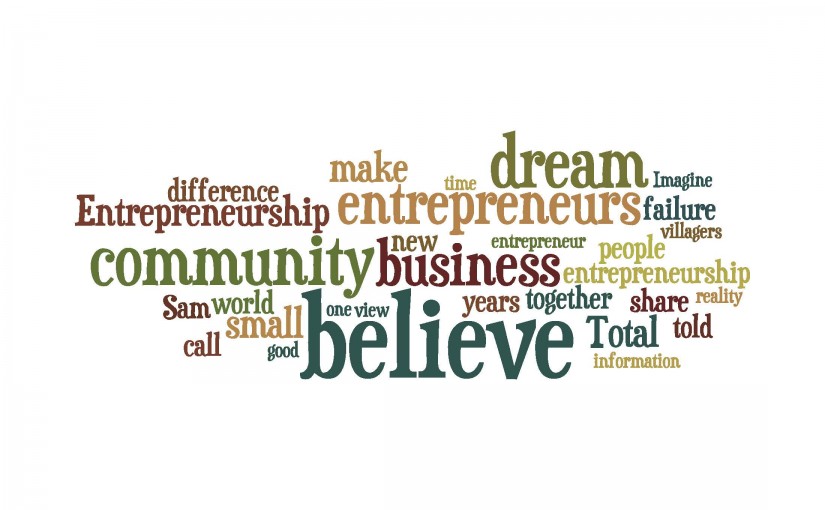 dream
make
time
Imagine
difference
Entrepreneurship
entrepreneurs
failure
villagers
new
entrepreneur
people
community
business
entrepreneurship
Sam
world
one view
years
together
share
reality
small
believe
Total
told
call
good
information